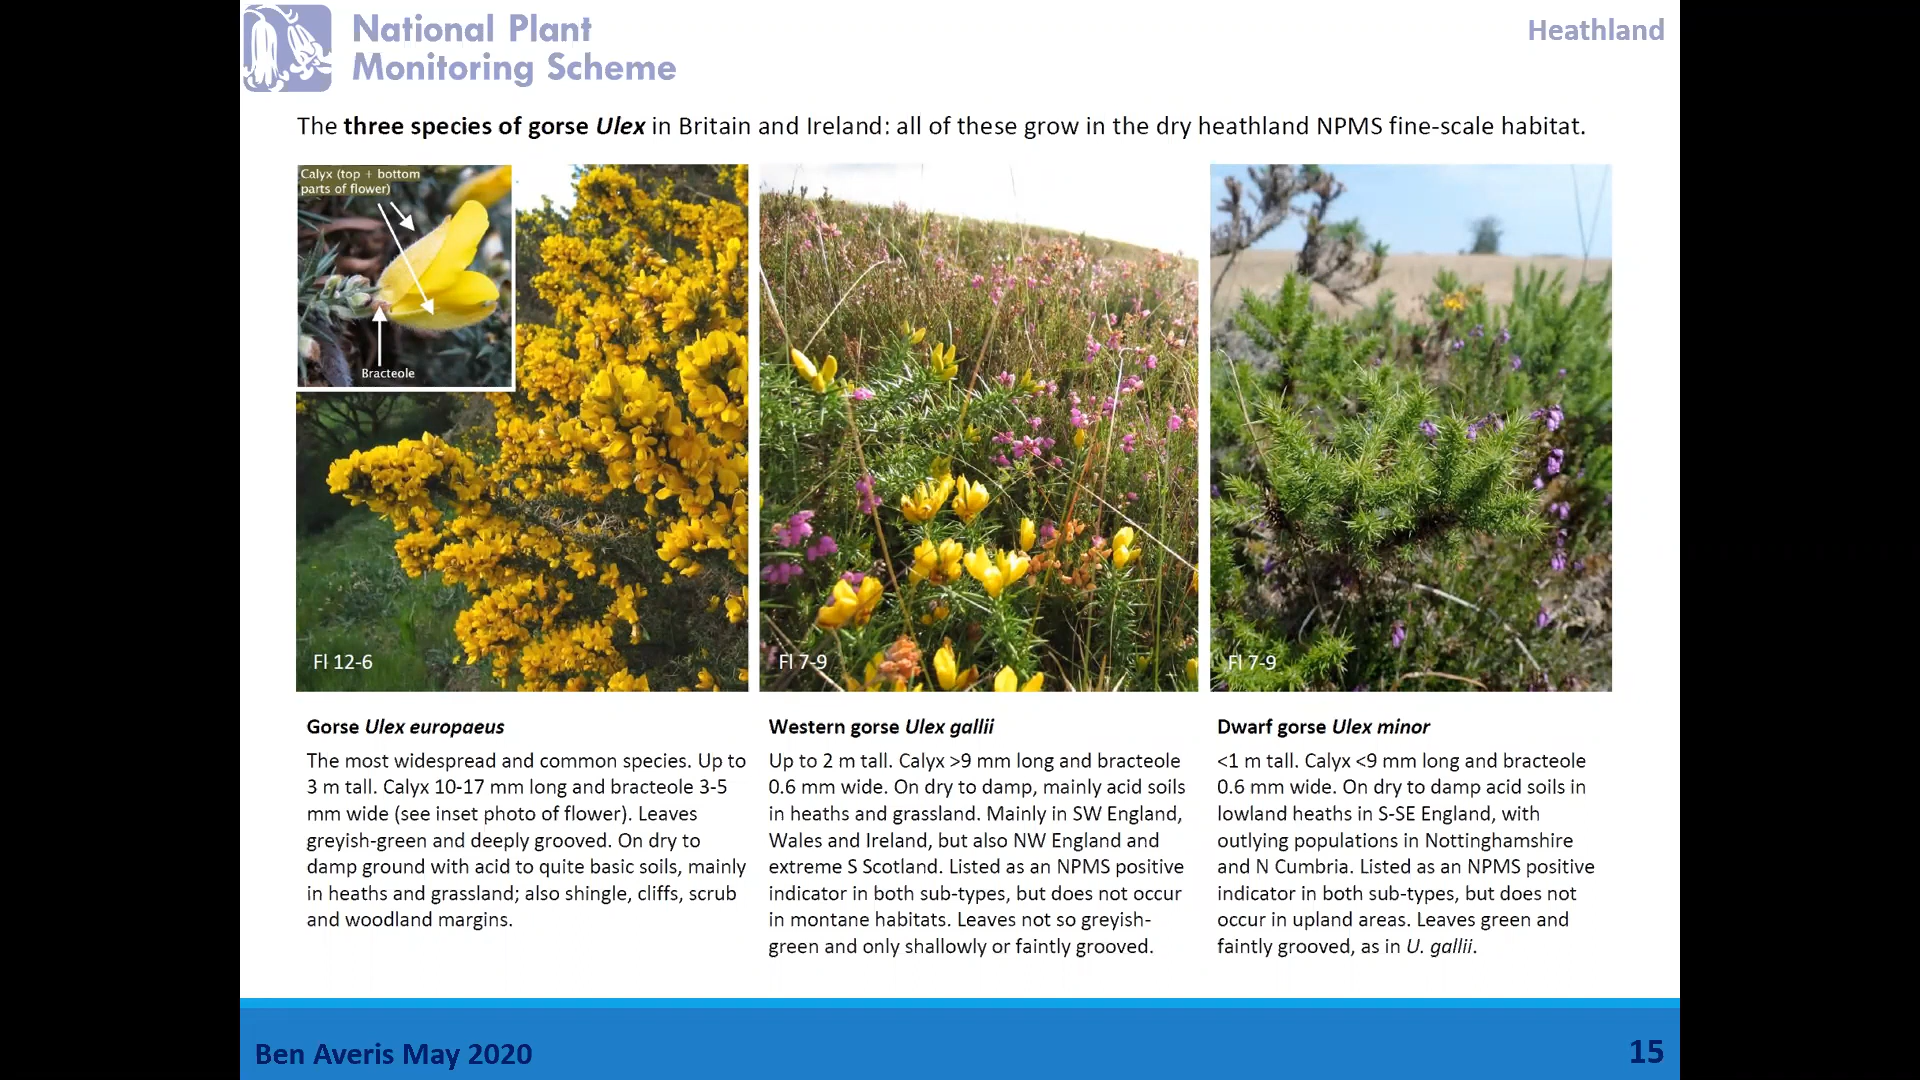 National Plant
Monitoring Scheme
Heathland
The three species of gorse Ulex in Britain and Ireland: all of these grow in the dry heathland NPMS fine-scale habitat.
Calyx (top + bottom
parts of flower)
Bracteole
Fl 12-6
Fl 7-9
Fl 7-9
Gorse Ulex europaeus
The most widespread and common species. Up to
3 m tall. Calyx 10-17 mm long and bracteole 3-5
mm wide (see inset photo of flower). Leaves
greyish-green and deeply grooved. On dry to
damp ground with acid to quite basic soils, mainly
in heaths and grassland; also shingle, cliffs, scrub
and woodland margins.
Western gorse Ulex gallii
Up to 2 m tall. Calyx >9 mm long and bracteole
0.6 mm wide. On dry to damp, mainly acid soils
in heaths and grassland. Mainly in SW England,
Wales and Ireland, but also NW England and
extreme S Scotland. Listed as an NPMS positive
indicator in both sub-types, but does not occur
in montane habitats. Leaves not so greyish-
green and only shallowly or faintly grooved.
Dwarf gorse Ulex minor
<1 m tall. Calyx <9 mm long and bracteole
0.6 mm wide. On dry to damp acid soils in
lowland heaths in S-SE England, with
outlying populations in Nottinghamshire
and N Cumbria. Listed as an NPMS positive
indicator in both sub-types, but does not
occur in upland areas. Leaves green and
faintly grooved, as in U. gallii.
Ben Averis May 2020
15